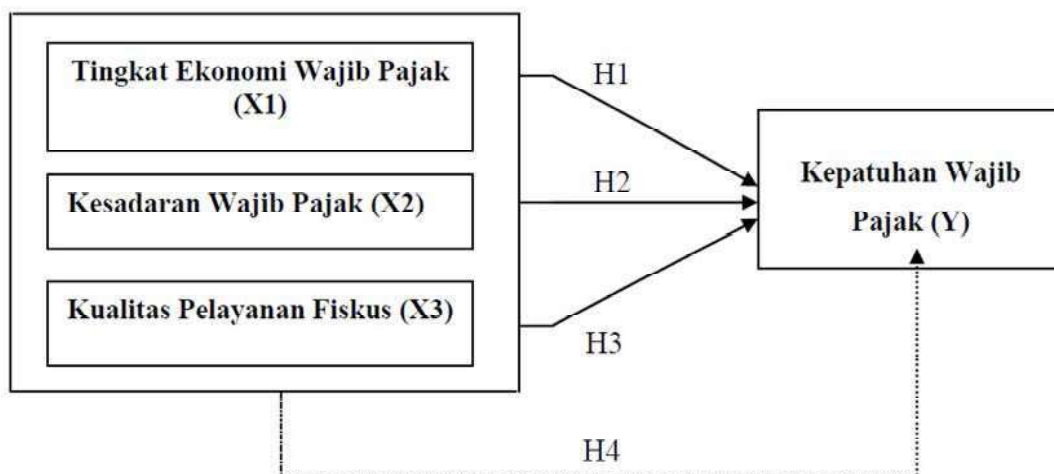 Tingkat Ekonomi Wajib Pajak
(X1)
Kesadaran Wajib Pajak (X2)
Kualitas Pelayanan Fiskus (X3)
H1
H2
H3
Kepatuhan Wajib
Pajak (Y)
H4